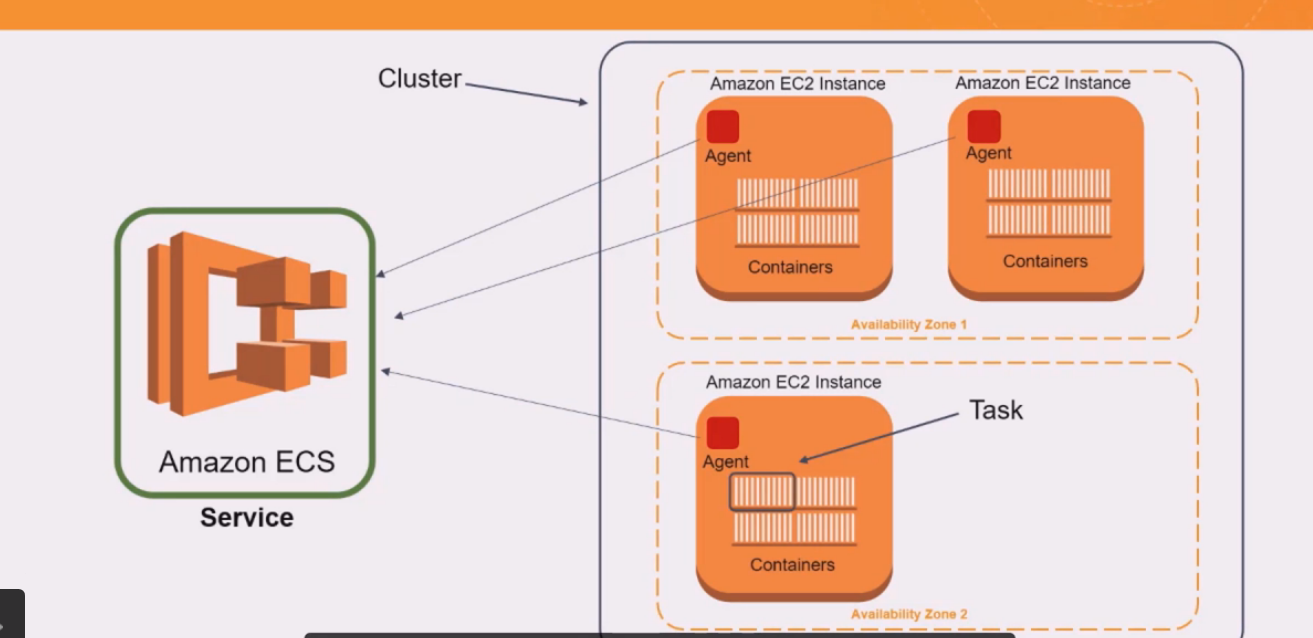 Cluster
Amazon EC2 Instance
Amazon EC2 Instance
Agent
Agent
Containers
Containers
Availability Zone 1
Amazon EC2 Instance
Task
Agent
Containers
Availability Zone 2
Amazon ECS
Service